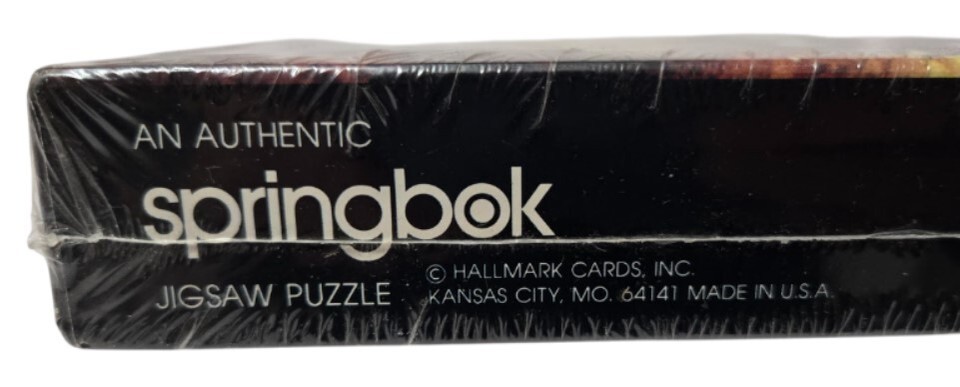 AN AUTHENTIC
springbok
JIGSAW PUZZLE
© HALLMARK CARDS, INC.
KANSAS CITY, MO. 64141 MADE IN U.S.A.